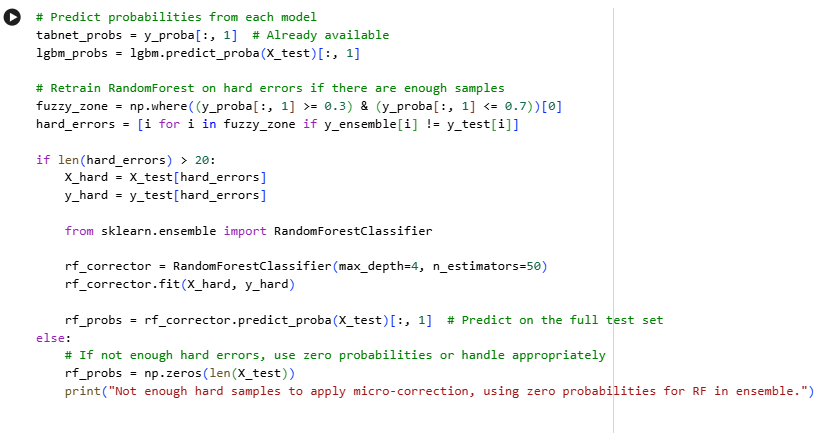 # Predict probabilities from each model
tabnet_probs = y_proba[:, 1]  # Already available
lgbm_probs = lgbm.predict_proba(X_test)[:, 1]

# Retrain RandomForest on hard errors if there are enough samples
fuzzy_zone = np.where((y_proba[:, 1] >= 0.3) & (y_proba[:, 1] <= 0.7))[0]
hard_errors = [i for i in fuzzy_zone if y_ensemble[i] != y_test[i]]

if len(hard_errors) > 20:
    X_hard = X_test[hard_errors]
    y_hard = y_test[hard_errors]

    from sklearn.ensemble import RandomForestClassifier

    rf_corrector = RandomForestClassifier(max_depth=4, n_estimators=50)
    rf_corrector.fit(X_hard, y_hard)

    rf_probs = rf_corrector.predict_proba(X_test)[:, 1]  # Predict on the full test set
else:
    # If not enough hard errors, use zero probabilities or handle appropriately
    rf_probs = np.zeros(len(X_test))
    print("Not enough hard samples to apply micro-correction, using zero probabilities for RF in ensemble.")